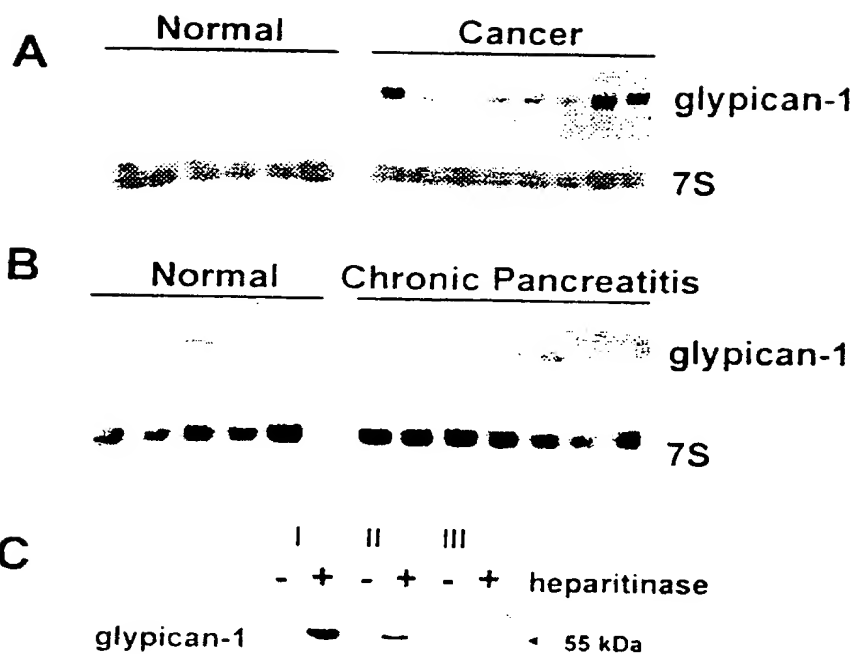 A
Normal Cancer
glypican-1
7S
B
Normal Chronic Pancreatitis
glypican-1
7S
C
I II III
- + - + - + heparitinase
glypican-1 55 kDa